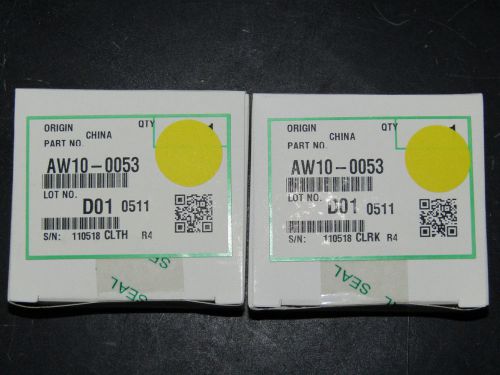 ORIGIN QTY
CHINA
PART NO.
AW10-0053
LOT NO.
D01 0511
S/N: 110518 CLTH R4
SEAL
SE
ORIGIN QTY
CHINA
PART NO.
AW10-0053
LOT NO.
D01 0511
S/N: 110518 CLRK R4
SEAL